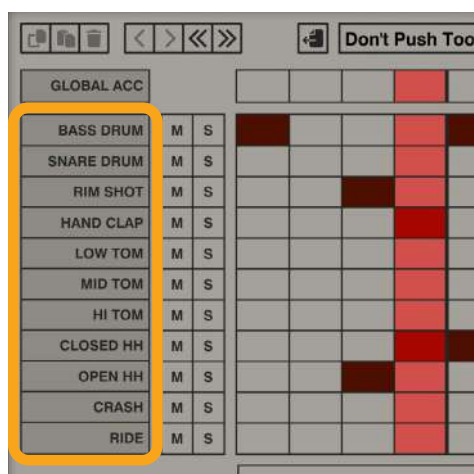 Don't Push Too
GLOBAL ACC
BASS DRUM M S
SNARE DRUM M S
RIM SHOT M S
HAND CLAP M S
LOW TOM M S
MID TOM M S
HI TOM M S
CLOSED HH M S
OPEN HH M S
CRASH M S
RIDE M S